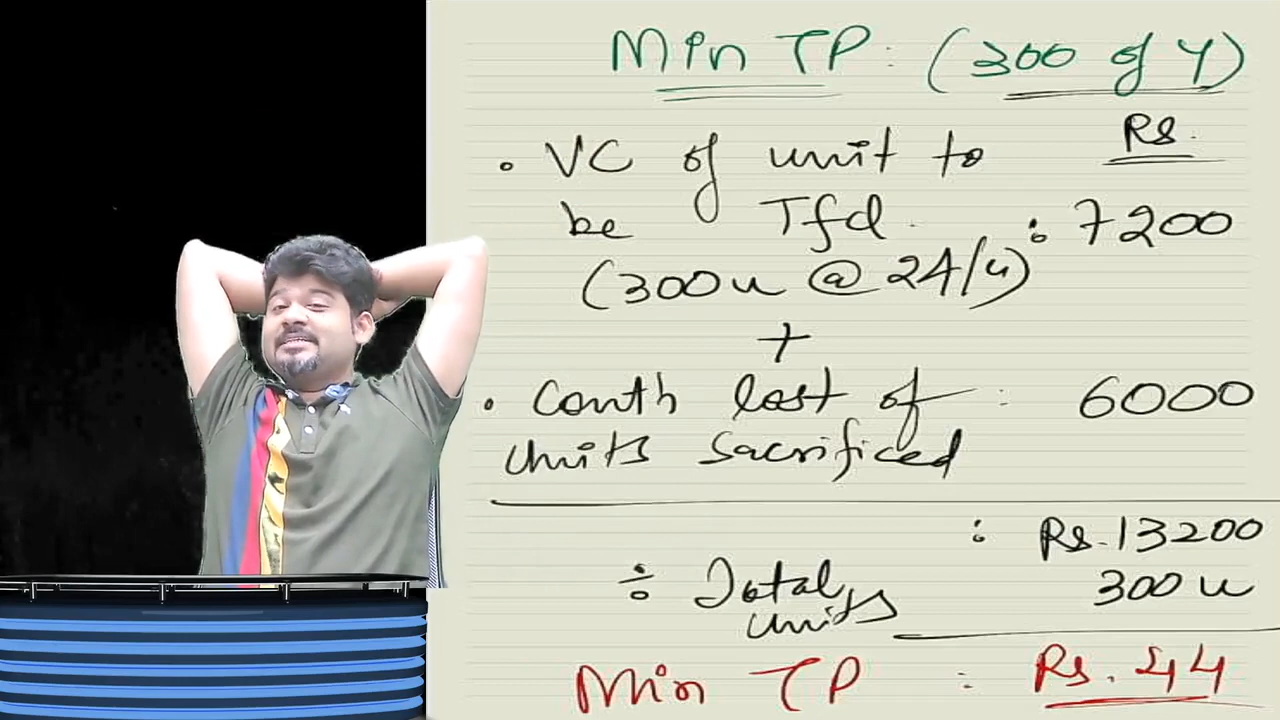 Min TP: (300 of Y)
Rs.
• VC of unit to
be Tfd. : 7200
(300u @ 24/u)
+
• Contn lost of : 6000
units sacrificed
: Rs. 13200
÷ Total units 300 u
Min TP : Rs. 44